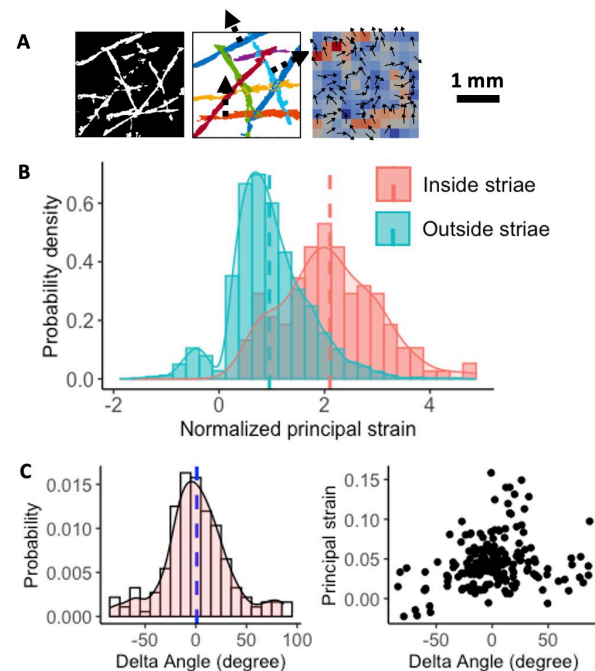 A
1 mm
B
Probability density
0.6
0.4
0.2
0.0
-2
0
2
4
Normalized principal strain
Inside striae
Outside striae
C
Probability
0.015
0.010
0.005
0.000
-50
0
50
100
Delta Angle (degree)
Principal strain
0.15
0.10
0.05
0.00
-50
0
50
Delta Angle (degree)